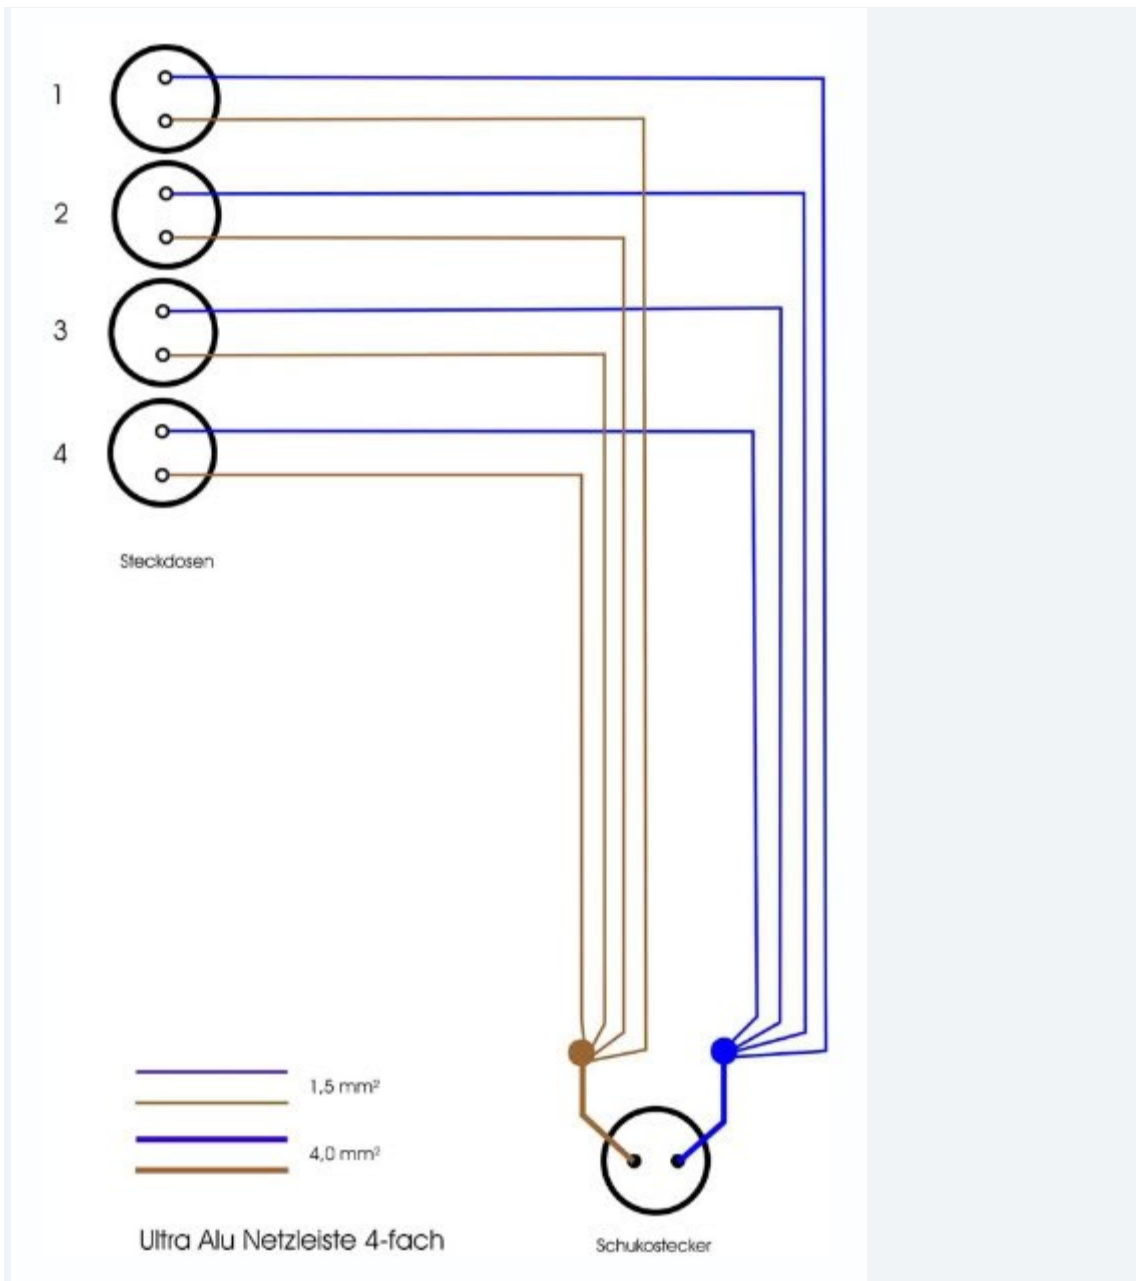 1
2
3
4
Steckdosen
1,5 mm²
4,0 mm²
Ultra Alu Netzleiste 4-fach
Schukostecker